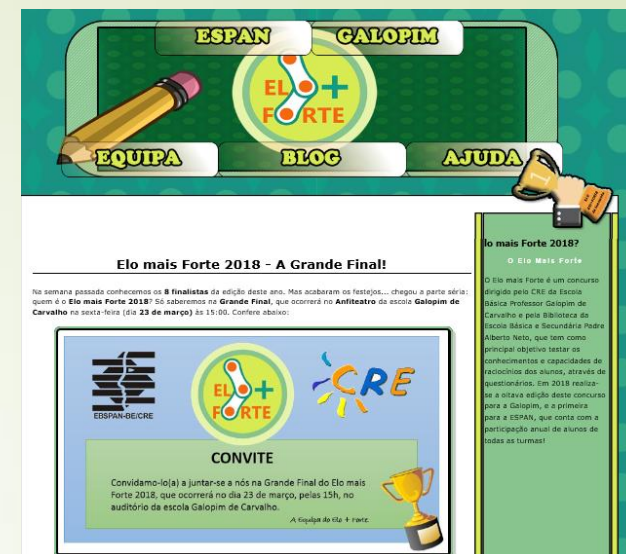 ESPAN
GALOPIM
EL +
FORTE
EQUIPA
BLOG
AJUDA
1
Elo mais Forte 2018 - A Grande Final!
Na semana passada conhecemos os 8 finalistas da edição deste ano. Mas acabaram os festejos... chegou a parte séria:
quem é o Elo mais Forte 2018? Só saberemos na Grande Final, que ocorrerá no Anfiteatro da escola Galopim de
Carvalho na sexta-feira (dia 23 de março) às 15:00. Confere abaixo:
EBSPAN-BE/CRE
EL +
FORTE
CRE
CONVITE
Convidamo-lo(a) a juntar-se a nós na Grande Final do Elo mais
Forte 2018, que ocorrerá no dia 23 de março, pelas 15h, no
auditório da escola Galopim de Carvalho.
A Equipa do Elo + Forte
lo mais Forte 2018?
O Elo Mais Forte
O Elo mais Forte é um concurso
dirigido pelo CRE da Escola
Básica Professor Galopim de
Carvalho e pela Biblioteca da
Escola Básica e Secundária Padre
Alberto Neto, que tem como
principal objetivo testar os
conhecimentos e capacidades de
raciocínios dos alunos, através de
questionários. Em 2018 realiza-
se a oitava edição deste concurso
para a Galopim, e a primeira
para a ESPAN, que conta com a
participação anual de alunos de
todas as turmas!